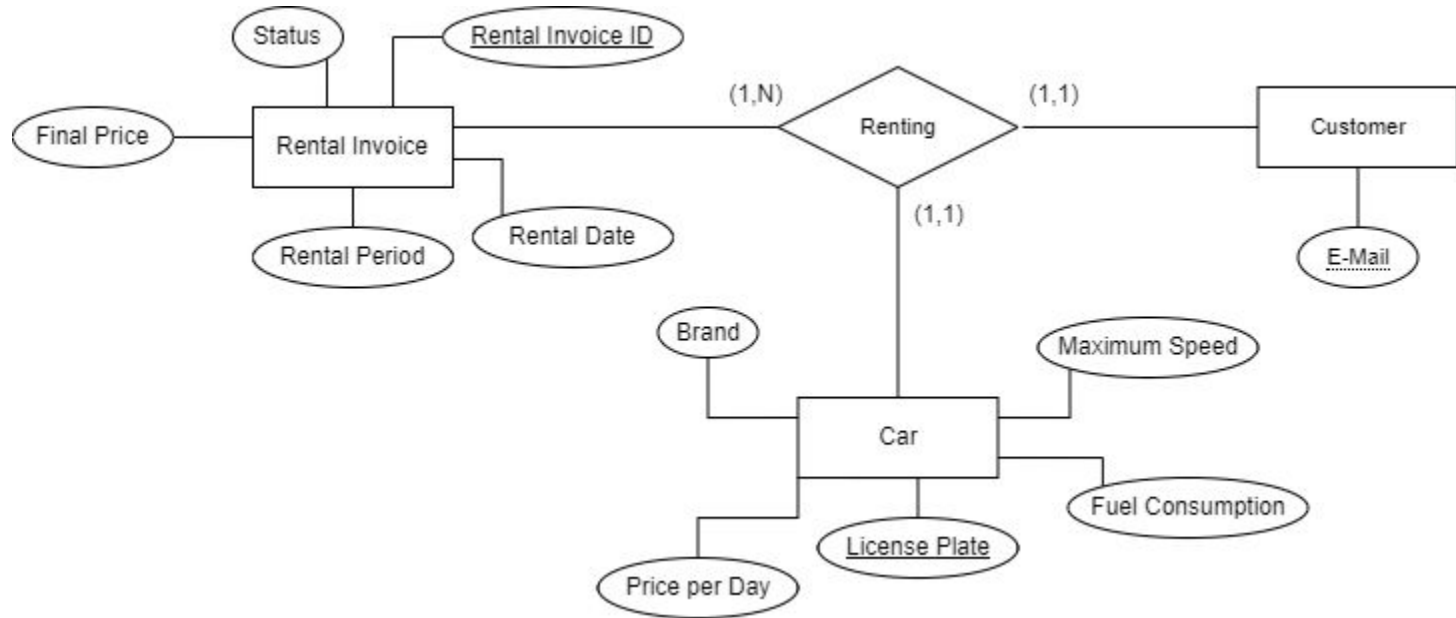 Status
Rental Invoice ID
Final Price
Rental Invoice
(1,N)
Renting
(1,1)
Customer
Rental Period
Rental Date
(1,1)
E-Mail
Brand
Maximum Speed
Car
Fuel Consumption
License Plate
Price per Day